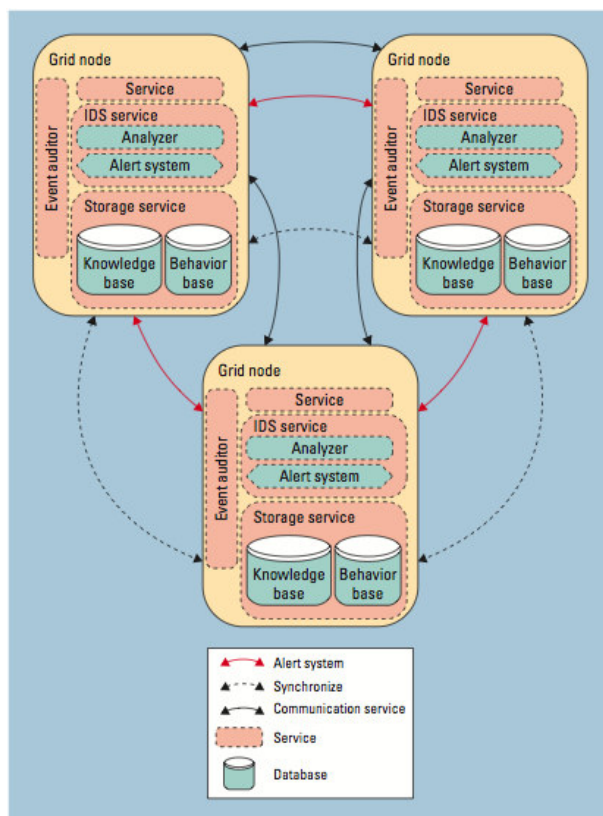 Grid node
Service
IDS service
Analyzer
Alert system
Event auditor
Storage service
Knowledge
base
Behavior
base
Grid node
Service
IDS service
Analyzer
Alert system
Event auditor
Storage service
Knowledge
base
Behavior
base
Grid node
Service
IDS service
Analyzer
Alert system
Event auditor
Storage service
Knowledge
base
Behavior
base
Alert system
Synchronize
Communication service
Service
Database